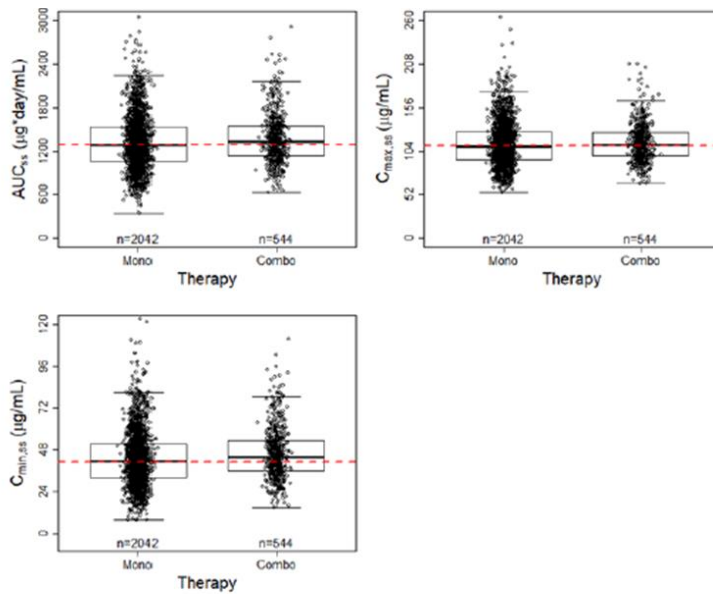 AUCss (µg*day/mL)
3000
2400
1800
1200
600
0
n=2042 n=544
Mono Combo
Therapy
Cmax,ss (µg/mL)
260
208
156
104
52
0
n=2042 n=544
Mono Combo
Therapy
Cmin,ss (µg/mL)
120
96
72
48
24
0
n=2042 n=544
Mono Combo
Therapy